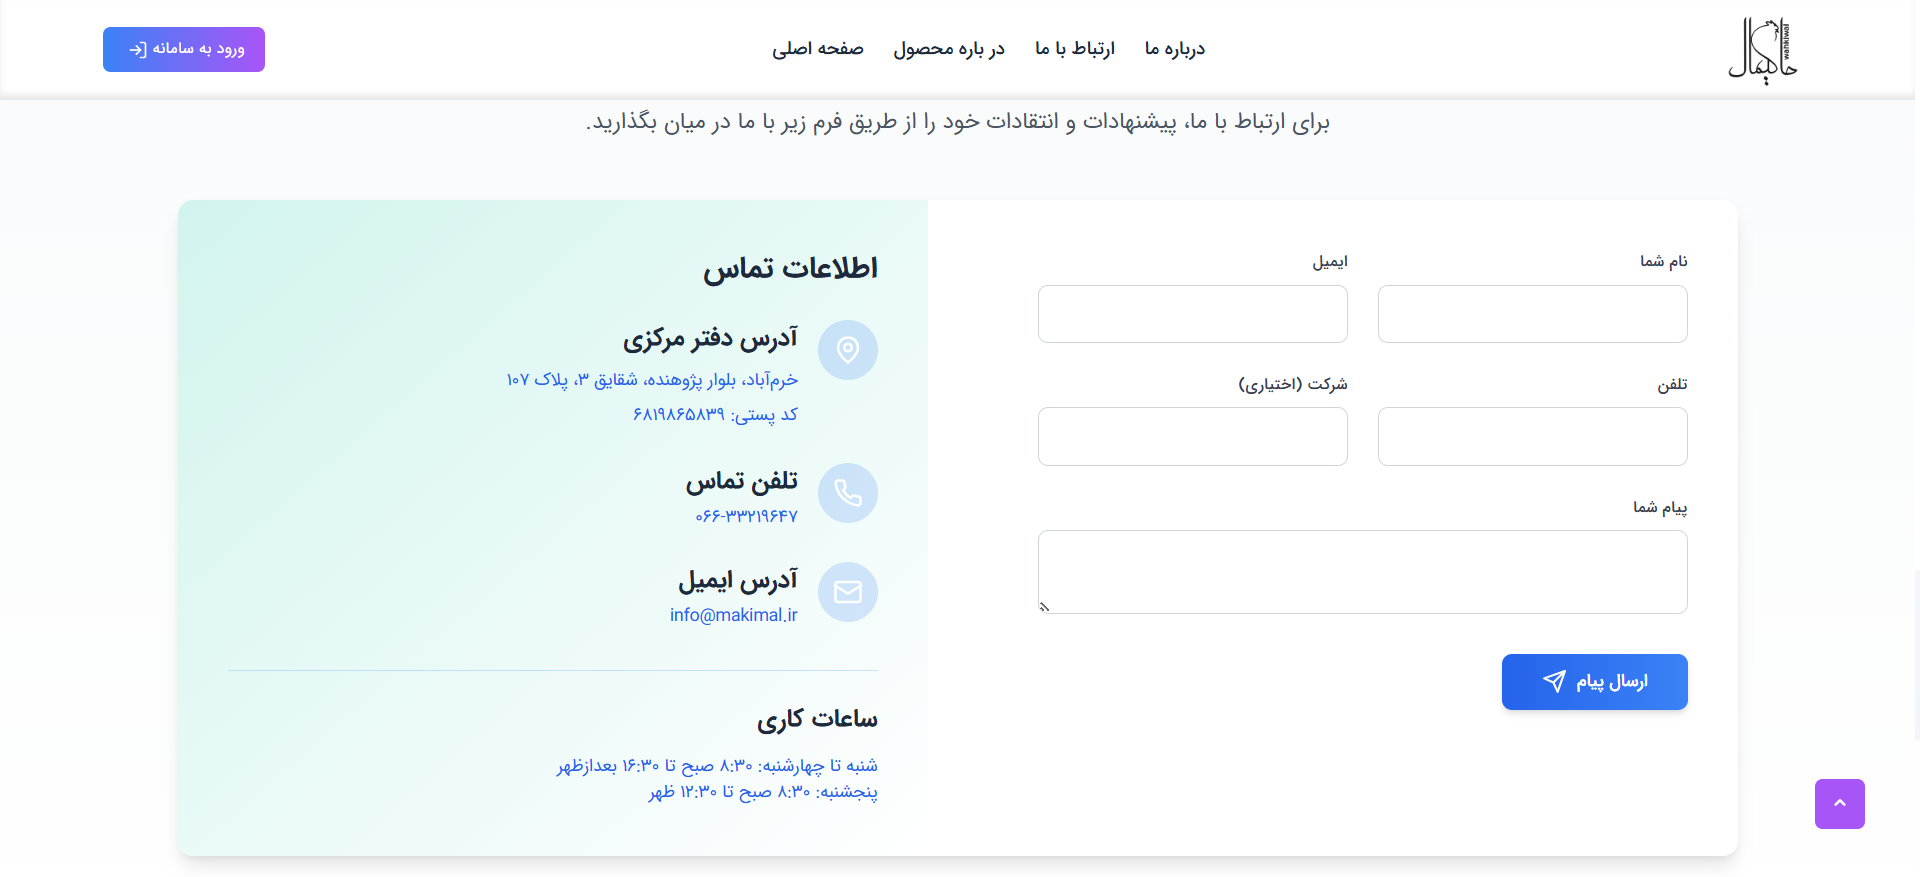 درباره ما
ارتباط با ما
در باره محصول
صفحه اصلی
ورود به سامانه
برای ارتباط با ما، پیشنهادات و انتقادات خود را از طریق فرم زیر با ما در میان بگذارید.
نام شما
ایمیل
تلفن
شرکت (اختیاری)
پیام شما
ارسال پیام
اطلاعات تماس
آدرس دفتر مرکزی
خرم‌آباد، بلوار پژوهنده، شقایق ۳، پلاک ۱۰۷
کد پستی: ۶۸۱۹۸۶۵۸۳۹
تلفن تماس
۰۶۶-۳۳۲۱۹۶۴۷
آدرس ایمیل
info@makimal.ir
ساعات کاری
شنبه تا چهارشنبه: ۸:۳۰ صبح تا ۱۶:۳۰ بعدازظهر
پنجشنبه: ۸:۳۰ صبح تا ۱۲:۳۰ ظهر